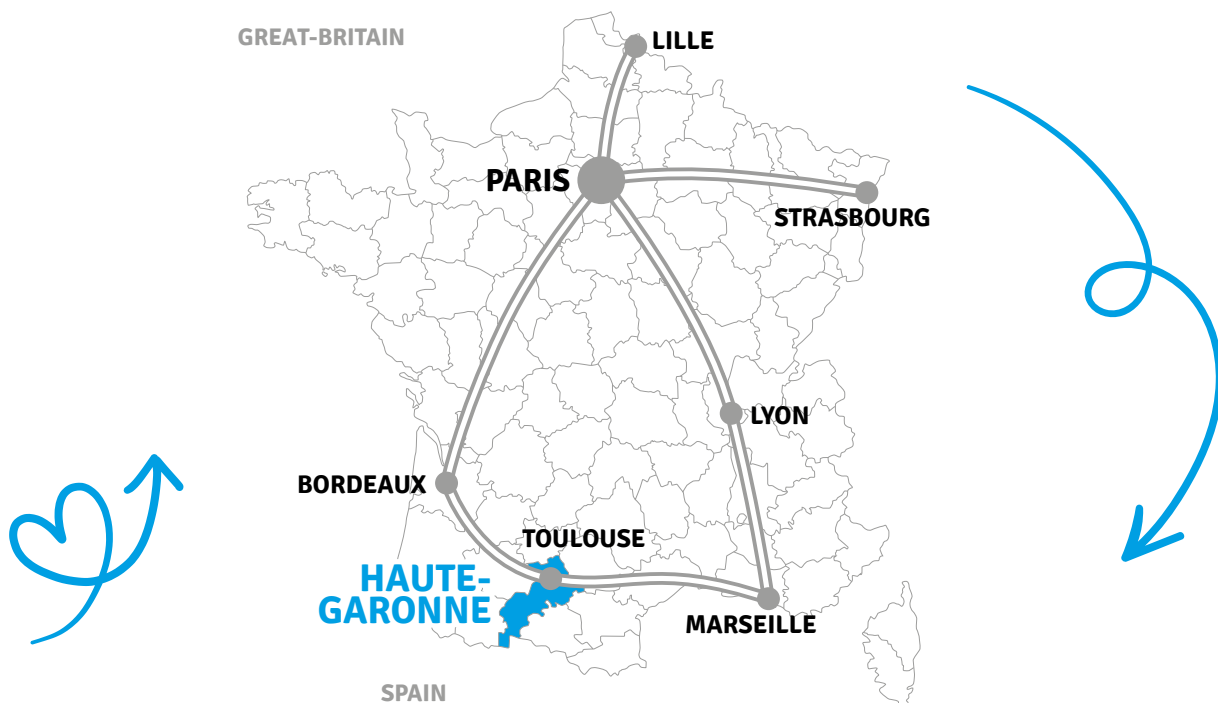 GREAT-BRITAIN
LILLE
PARIS
STRASBOURG
LYON
BORDEAUX
TOULOUSE
HAUTE-
GARONNE
MARSEILLE
SPAIN